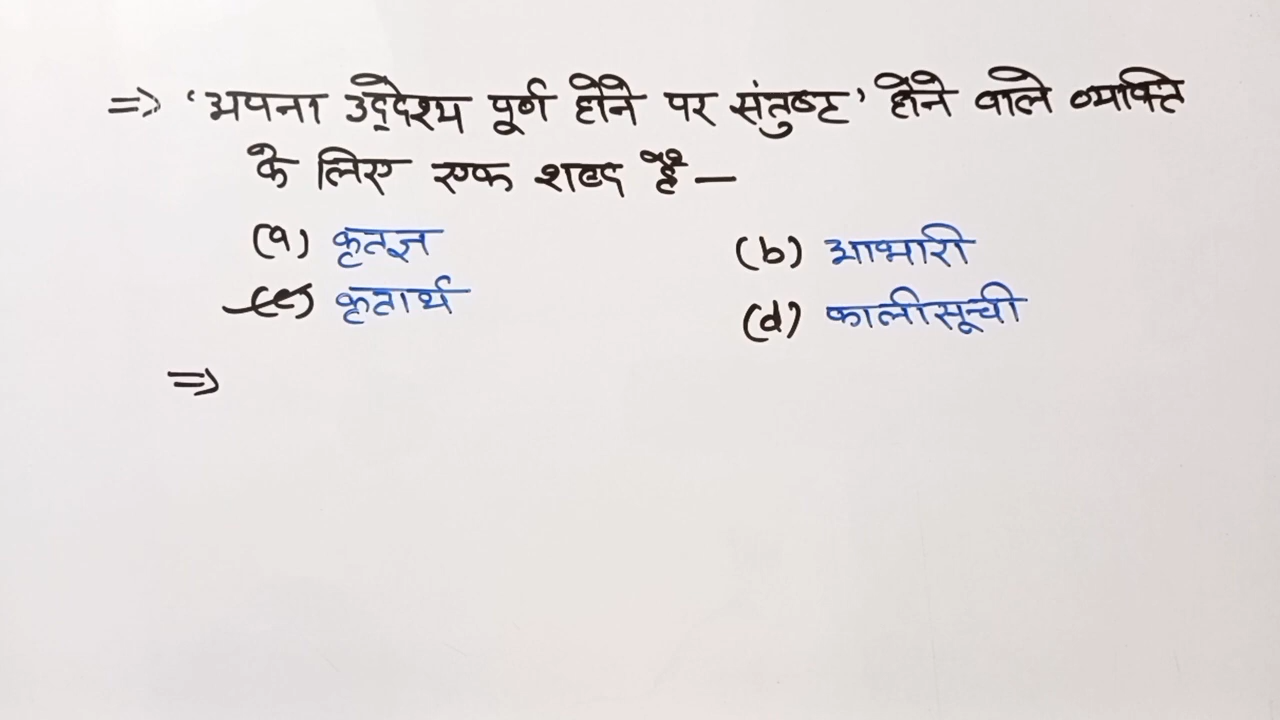 => 'अपना उद्देश्य पूर्ण होने पर संतुष्ट' होने वाले व्यक्ति
के लिए एक शब्द है –
(a) कृतज्ञ (b) आभारी
(c) कृतार्थ (d) कालीसूची
=>